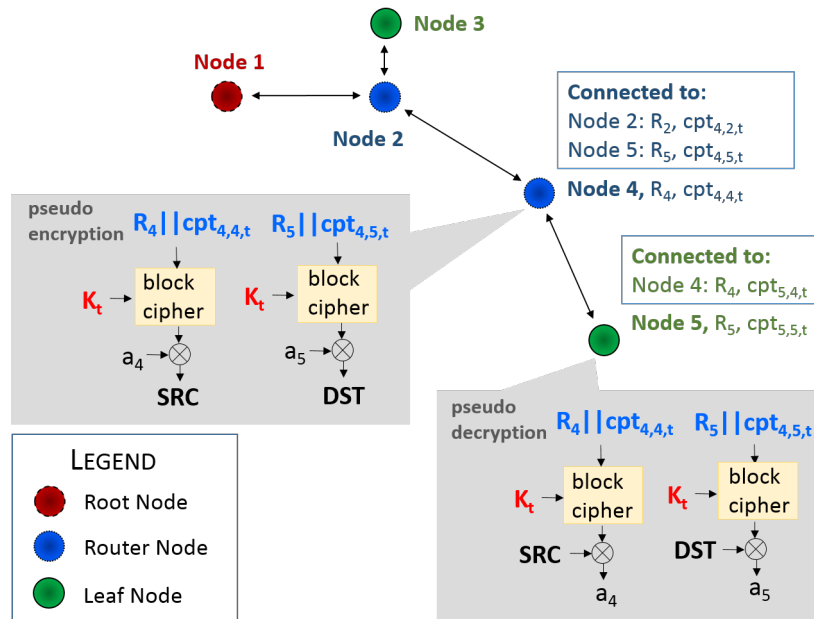 Node 3
Node 1
Node 2
Connected to:
Node 2: R₂, cpt₄,₂,ₜ
Node 5: R₅, cpt₄,₅,ₜ
Node 4, R₄, cpt₄,₄,ₜ
Connected to:
Node 4: R₄, cpt₅,₄,ₜ
Node 5, R₅, cpt₅,₅,ₜ
pseudo
encryption
R₄||cpt₄,₄,ₜ
R₅||cpt₄,₅,ₜ
Kₜ
block
cipher
Kₜ
block
cipher
a₄
a₅
SRC
DST
pseudo
decryption
R₄||cpt₄,₄,ₜ
R₅||cpt₄,₅,ₜ
Kₜ
block
cipher
Kₜ
block
cipher
SRC
DST
a₄
a₅
LEGEND
Root Node
Router Node
Leaf Node